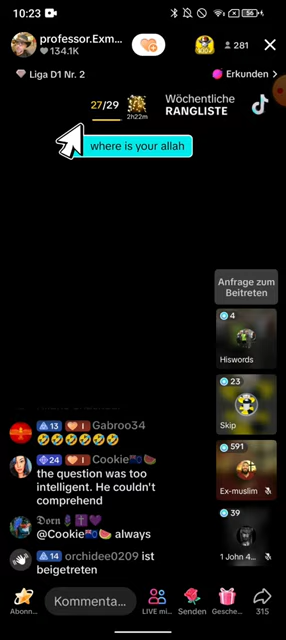 10:23
56
professor.Exm...
134.1K
281
Liga D1 Nr. 2
Erkunden >
27/29
2h22m
Wöchentliche
RANGLISTE
where is your allah
Anfrage zum
Beitreten
4
Hiswords
23
Skip
591
Ex-muslim
39
1 John 4...
13 I Gabroo34
🤣🤣🤣🤣🤣🤣
24 I Cookie🇦🇺🍉
the question was too
intelligent. He couldn't
comprehend
𝔇𝔬𝔯𝔫
@Cookie🇦🇺🍉 always
14 orchidee0209 ist
beigetreten
Abonn...
Kommenta...
LIVE mi...
Senden
Gesche...
315